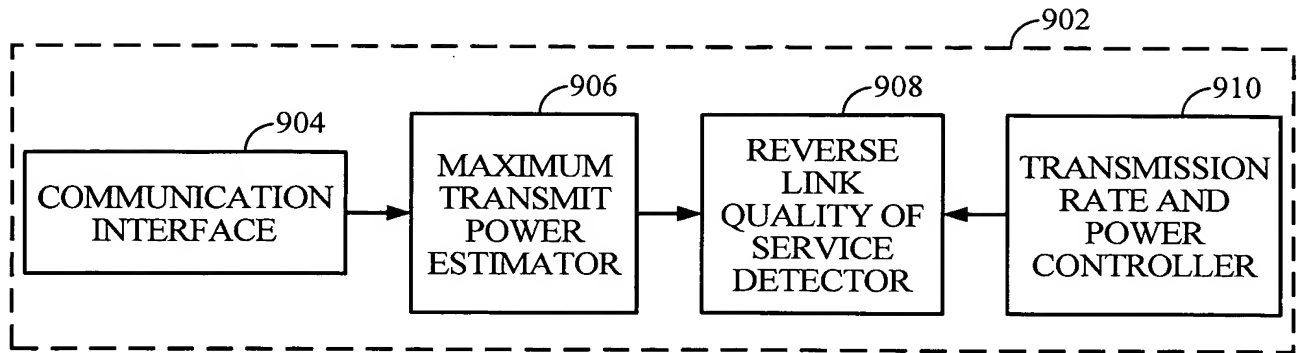 902
904
COMMUNICATION
INTERFACE
906
MAXIMUM
TRANSMIT
POWER
ESTIMATOR
908
REVERSE
LINK
QUALITY OF
SERVICE
DETECTOR
910
TRANSMISSION
RATE AND
POWER
CONTROLLER